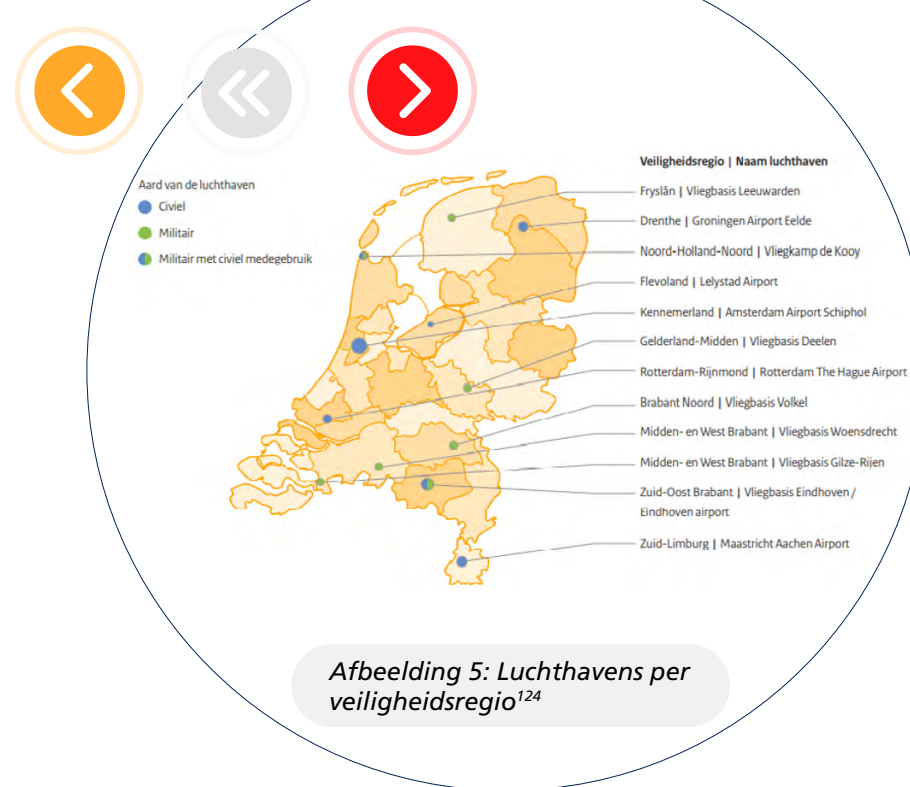 Aard van de luchthaven
Civiel
Militair
Militair met civiel medegebruik
Veiligheidsregio | Naam luchthaven
Fryslân | Vliegbasis Leeuwarden
Drenthe | Groningen Airport Eelde
Noord-Holland-Noord | Vliegkamp de Kooy
Flevoland | Lelystad Airport
Kennemerland | Amsterdam Airport Schiphol
Gelderland-Midden | Vliegbasis Deelen
Rotterdam-Rijnmond | Rotterdam The Hague Airport
Brabant Noord | Vliegbasis Volkel
Midden- en West Brabant | Vliegbasis Woensdrecht
Midden- en West Brabant | Vliegbasis Gilze-Rijen
Zuid-Oost Brabant | Vliegbasis Eindhoven /
Eindhoven airport
Zuid-Limburg | Maastricht Aachen Airport
Afbeelding 5: Luchthavens per
veiligheidsregio124